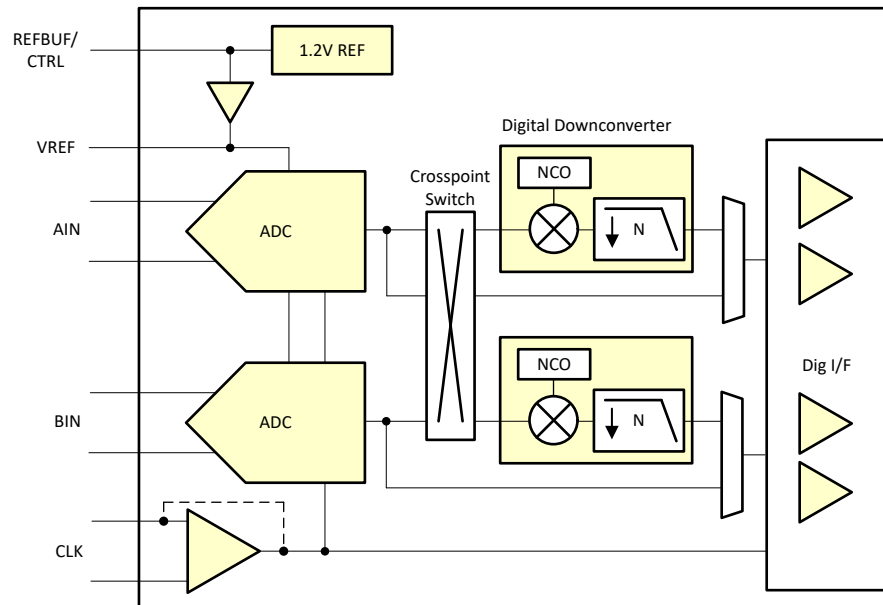 REFBUF/
CTRL
1.2V REF
VREF
Digital Downconverter
Crosspoint
Switch
NCO
N
AIN
ADC
NCO
N
Dig I/F
BIN
ADC
CLK